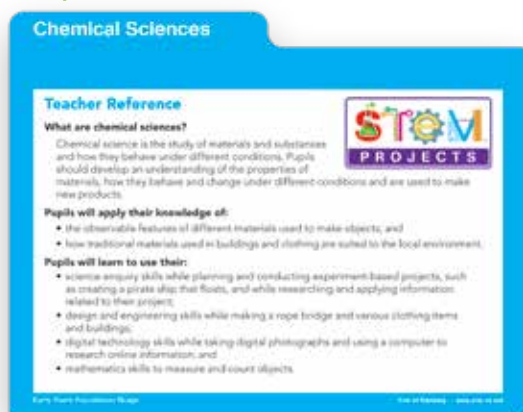 Chemical Sciences
Teacher Reference
STEM
PROJECTS
What are chemical sciences?
Chemical science is the study of materials and substances
and how they behave under different conditions. Pupils
should develop an understanding of the properties of
materials, how they behave and change under different conditions and are used to make
new products.
Pupils will apply their knowledge of:
• the observable features of different materials used to make objects, and
• how traditional materials used in buildings and clothing are suited to the local environment.
Pupils will learn to use their:
• science enquiry skills while planning and conducting experiment-based projects, such
as creating a pirate ship that floats, and while researching and applying information
related to their project;
• design and engineering skills while making a rope bridge and various clothing items
and buildings;
• digital technology skills while taking digital photographs and using a computer to
research online information; and
• mathematics skills to measure and count objects.
Early Years Foundation Stage